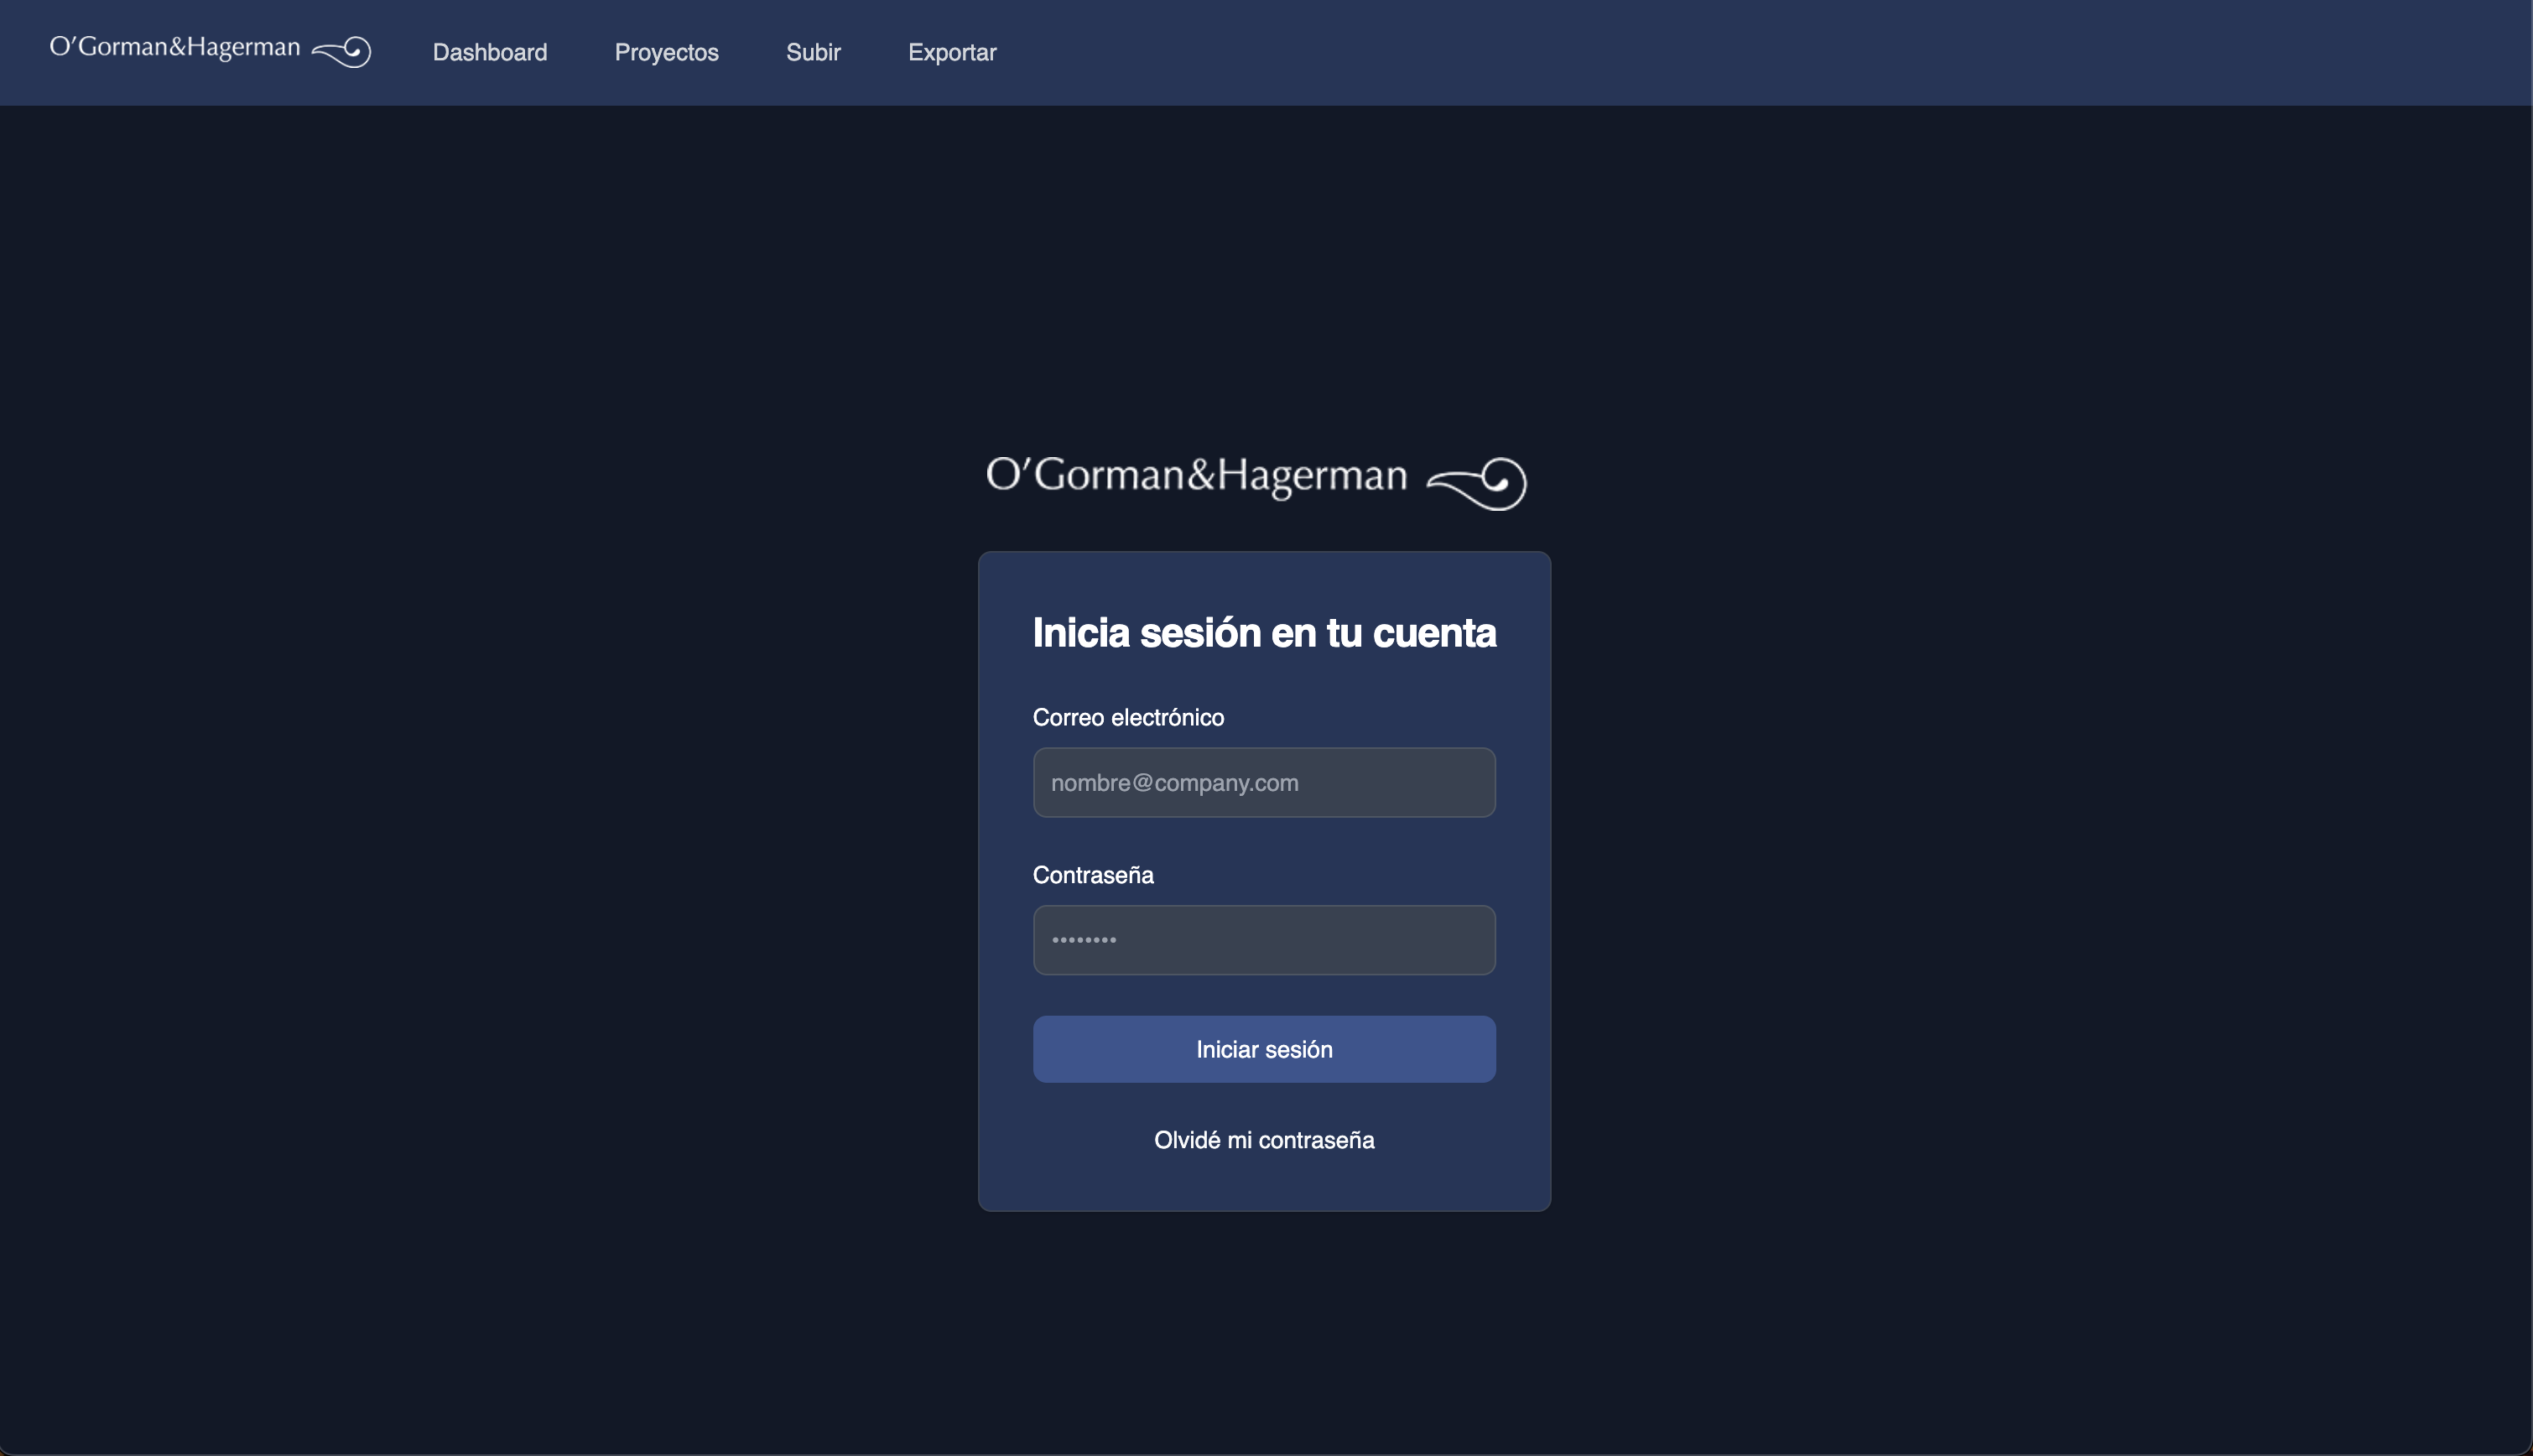 O'Gorman&Hagerman Dashboard Proyectos Subir Exportar
O'Gorman&Hagerman
Inicia sesión en tu cuenta
Correo electrónico
nombre@company.com
Contraseña
••••••••
Iniciar sesión
Olvidé mi contraseña